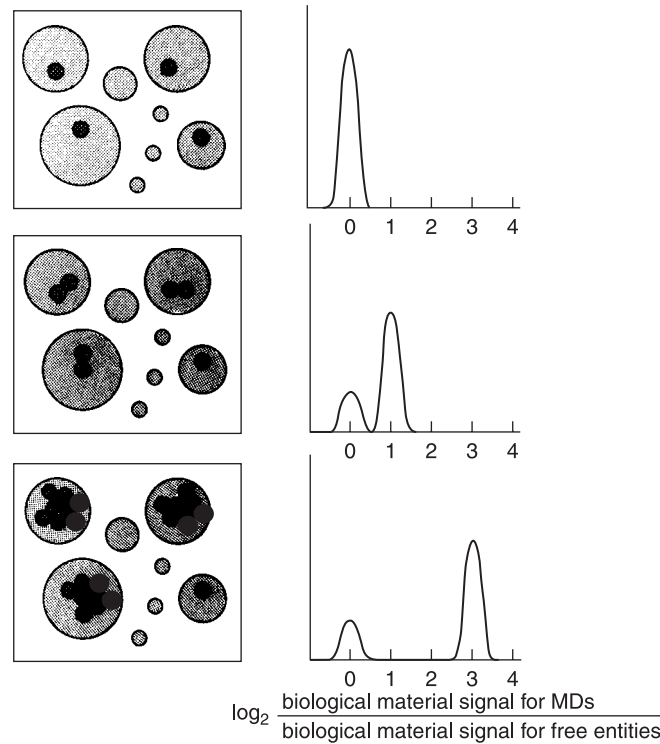 0 1 2 3 4
0 1 2 3 4
0 1 2 3 4
log₂ biological material signal for MDs
biological material signal for free entities